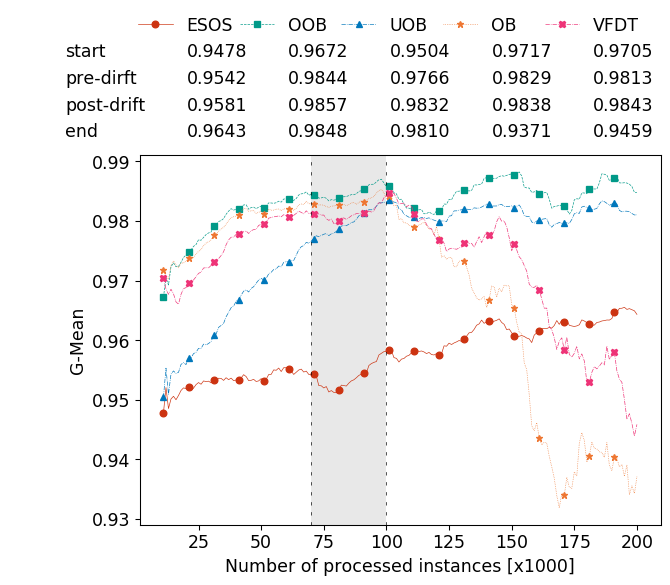 ESOS OOB UOB OB VFDT
start 0.9478 0.9672 0.9504 0.9717 0.9705
pre-dirft 0.9542 0.9844 0.9766 0.9829 0.9813
post-drift 0.9581 0.9857 0.9832 0.9838 0.9843
end 0.9643 0.9848 0.9810 0.9371 0.9459
0.99
0.98
0.97
0.96
0.95
0.94
0.93
G-Mean
25 50 75 100 125 150 175 200
Number of processed instances [x1000]